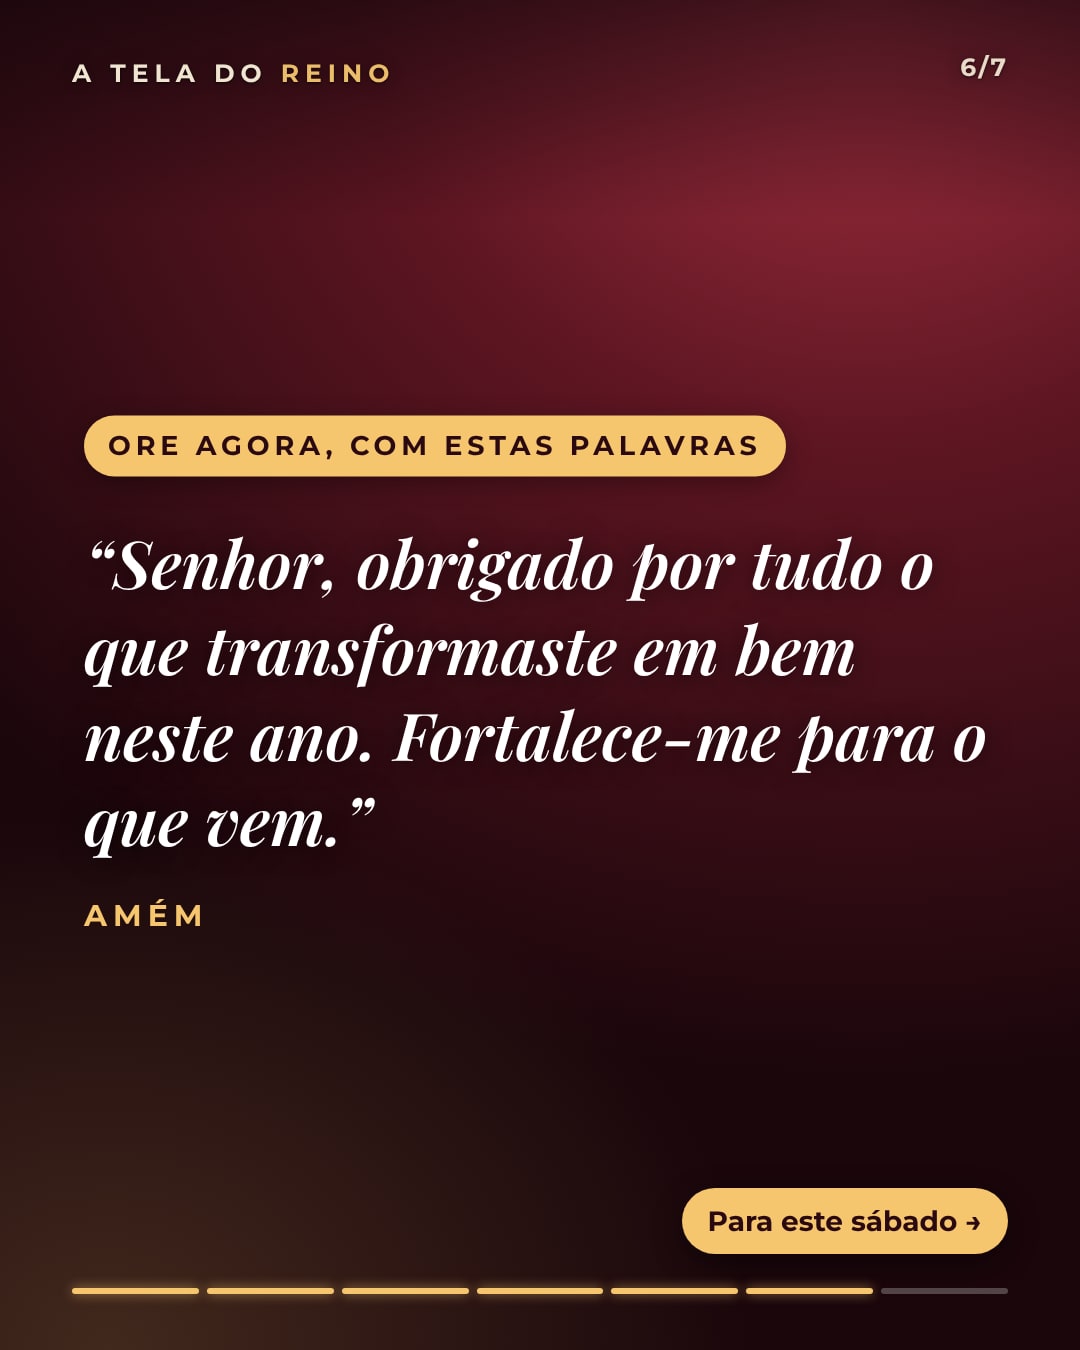 A TELA DO REINO
6/7
ORE AGORA, COM ESTAS PALAVRAS
“Senhor, obrigado por tudo o
que transformaste em bem
neste ano. Fortalece-me para o
que vem.”
AMÉM
Para este sábado →